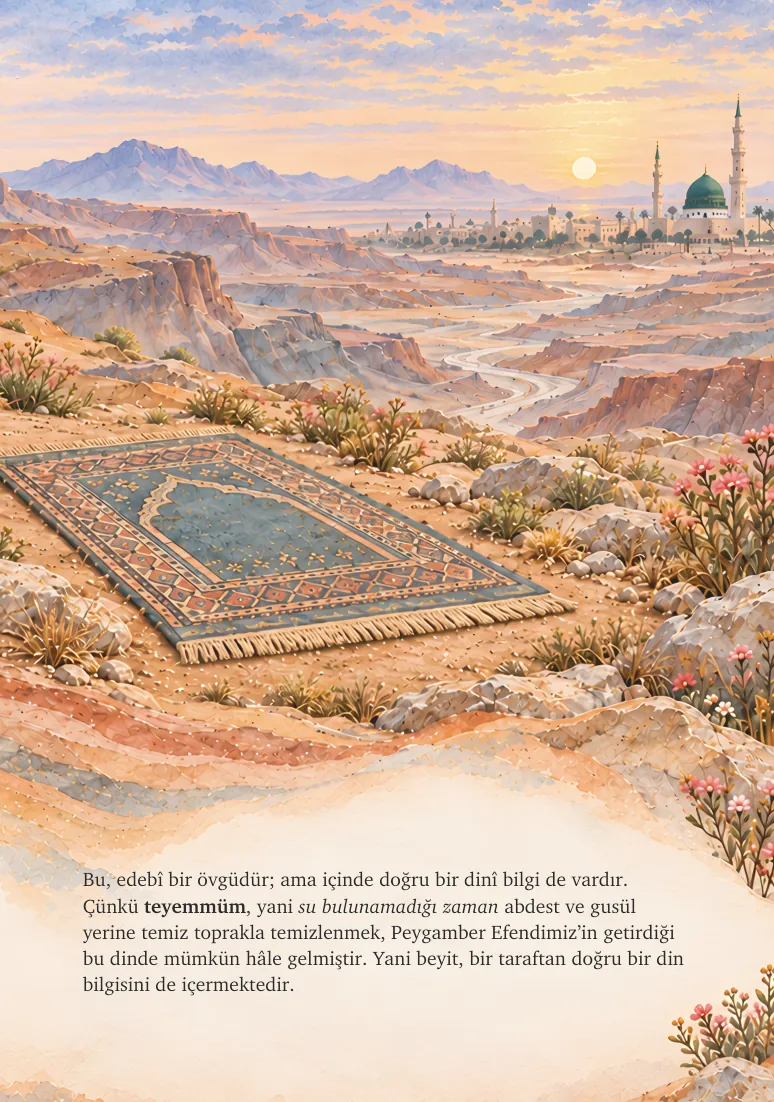 Bu, edebî bir övgüdür; ama içinde doğru bir dinî bilgi de vardır.
Çünkü teyemmüm, yani su bulunamadığı zaman abdest ve gusül
yerine temiz toprakla temizlenmek, Peygamber Efendimiz’in getirdiği
bu dinde mümkün hâle gelmiştir. Yani beyit, bir taraftan doğru bir din
bilgisini de içermektedir.